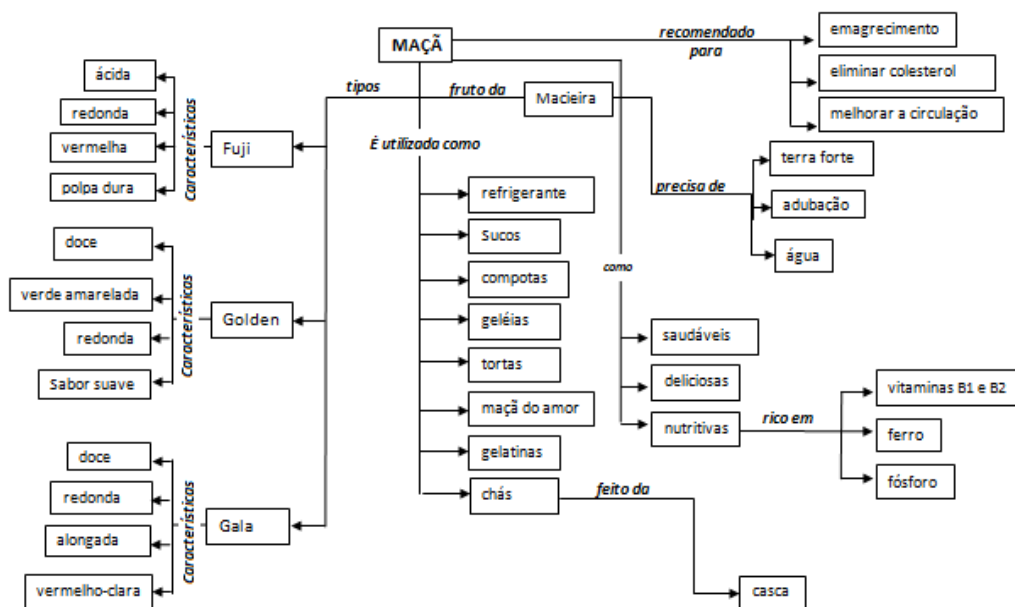 MAÇÃ
recomendado
para
emagrecimento
eliminar colesterol
melhorar a circulação
tipos
fruto da
Macieira
precisa de
terra forte
adubação
água
É utilizada como
refrigerante
Sucos
compotas
geléias
tortas
maçã do amor
gelatinas
chás
feito da
casca
como
saudáveis
deliciosas
nutritivas
rico em
vitaminas B1 e B2
ferro
fósforo
Fuji
Características
ácida
redonda
vermelha
polpa dura
Golden
Características
doce
verde amarelada
redonda
Sabor suave
Gala
Características
doce
redonda
alongada
vermelho-clara